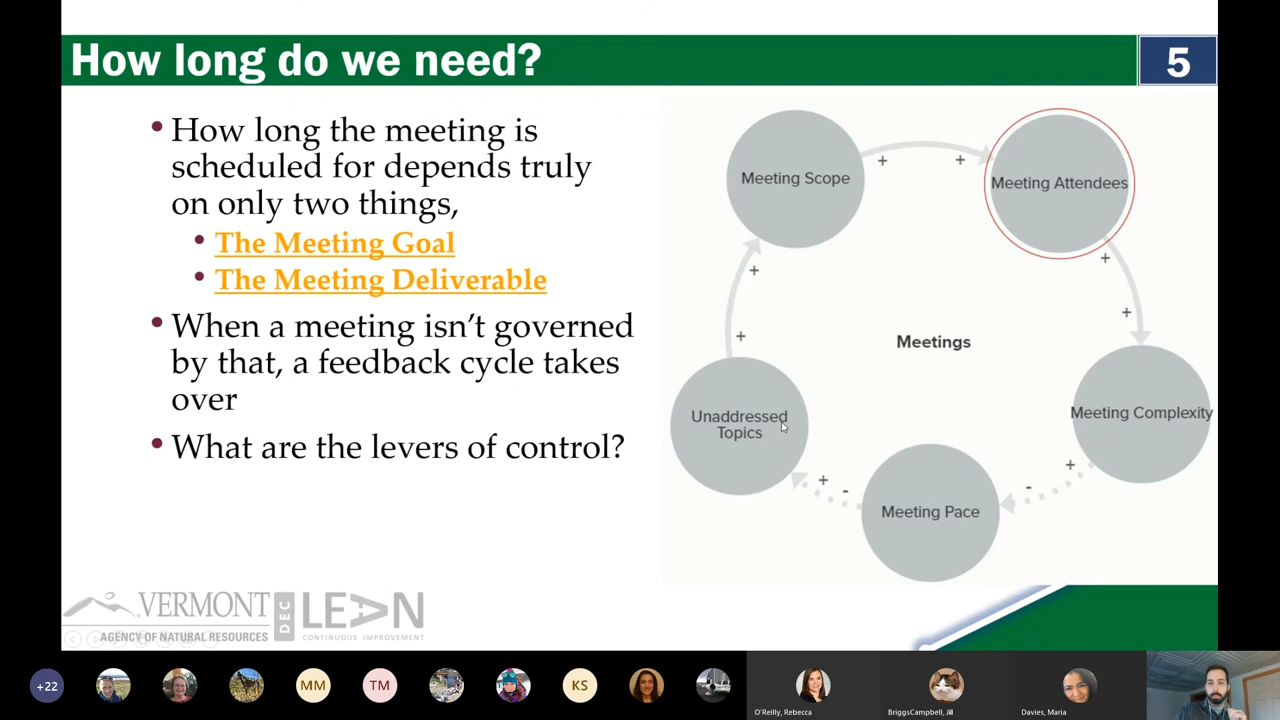 How long do we need?
5
• How long the meeting is
scheduled for depends truly
on only two things,
• The Meeting Goal
• The Meeting Deliverable
• When a meeting isn't governed
by that, a feedback cycle takes
over
• What are the levers of control?
Meeting Scope
+
+
Meeting Attendees
+
+
Meeting Complexity
+
-
Meeting Pace
-
+
Unaddressed
Topics
+
+
Meetings
VERMONT
AGENCY OF NATURAL RESOURCES
DEC
LEAN
CONTINUOUS IMPROVEMENT
+22
MM
TM
KS
O'Reilly, Rebecca
BriggsCampbell, Jill
Davies, Maria